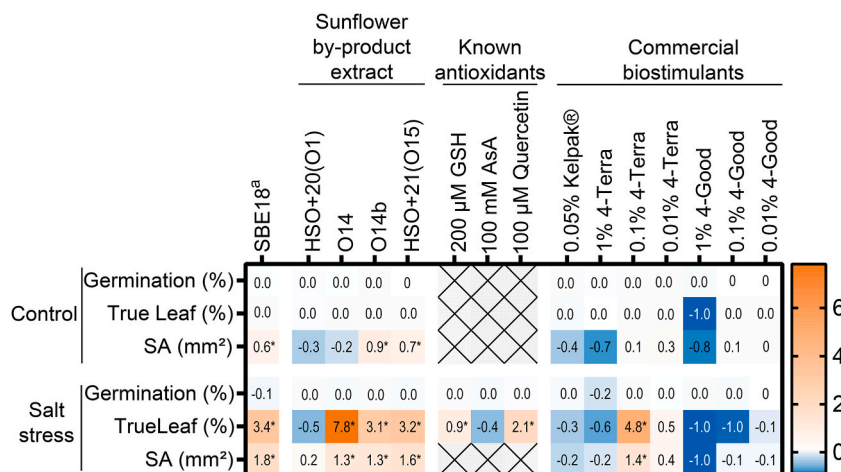 Sunflower
by-product
extract
Known
antioxidants
Commercial
biostimulants
SBE18ª
HSO+20(O1)
O14
O14b
HSO+21(O15)
200 µM GSH
100 mM AsA
100 µM Quercetin
0.05% Kelpak®
1% 4-Terra
0.1% 4-Terra
0.01% 4-Terra
1% 4-Good
0.1% 4-Good
0.01% 4-Good
Control
Germination (%) 0.0 0.0 0.0 0.0 0 0.0 0.0 0.0 0.0 0.0 0 0
True Leaf (%) 0.0 0.0 0.0 0.0 0.0 0.0 0.0 0.0 0.0 -1.0 0.0 0.0
SA (mm²) 0.6* -0.3 -0.2 0.9* 0.7* -0.4 -0.7 0.1 0.3 -0.8 0.1 0
Salt
stress
Germination (%) -0.1 0.0 0.0 0.0 0.0 0.0 0.0 0.0 0.0 -0.2 0.0 0.0 0.0 0.0 0.0
TrueLeaf (%) 3.4* -0.5 7.8* 3.1* 3.2* 0.9* -0.4 2.1* -0.3 -0.6 4.8* 0.5 -1.0 -1.0 -0.1
SA (mm²) 1.8* 0.2 1.3* 1.3* 1.6* -0.2 -0.2 1.4* 0.4 -1.0 -0.1 -0.1
6
4
2
0